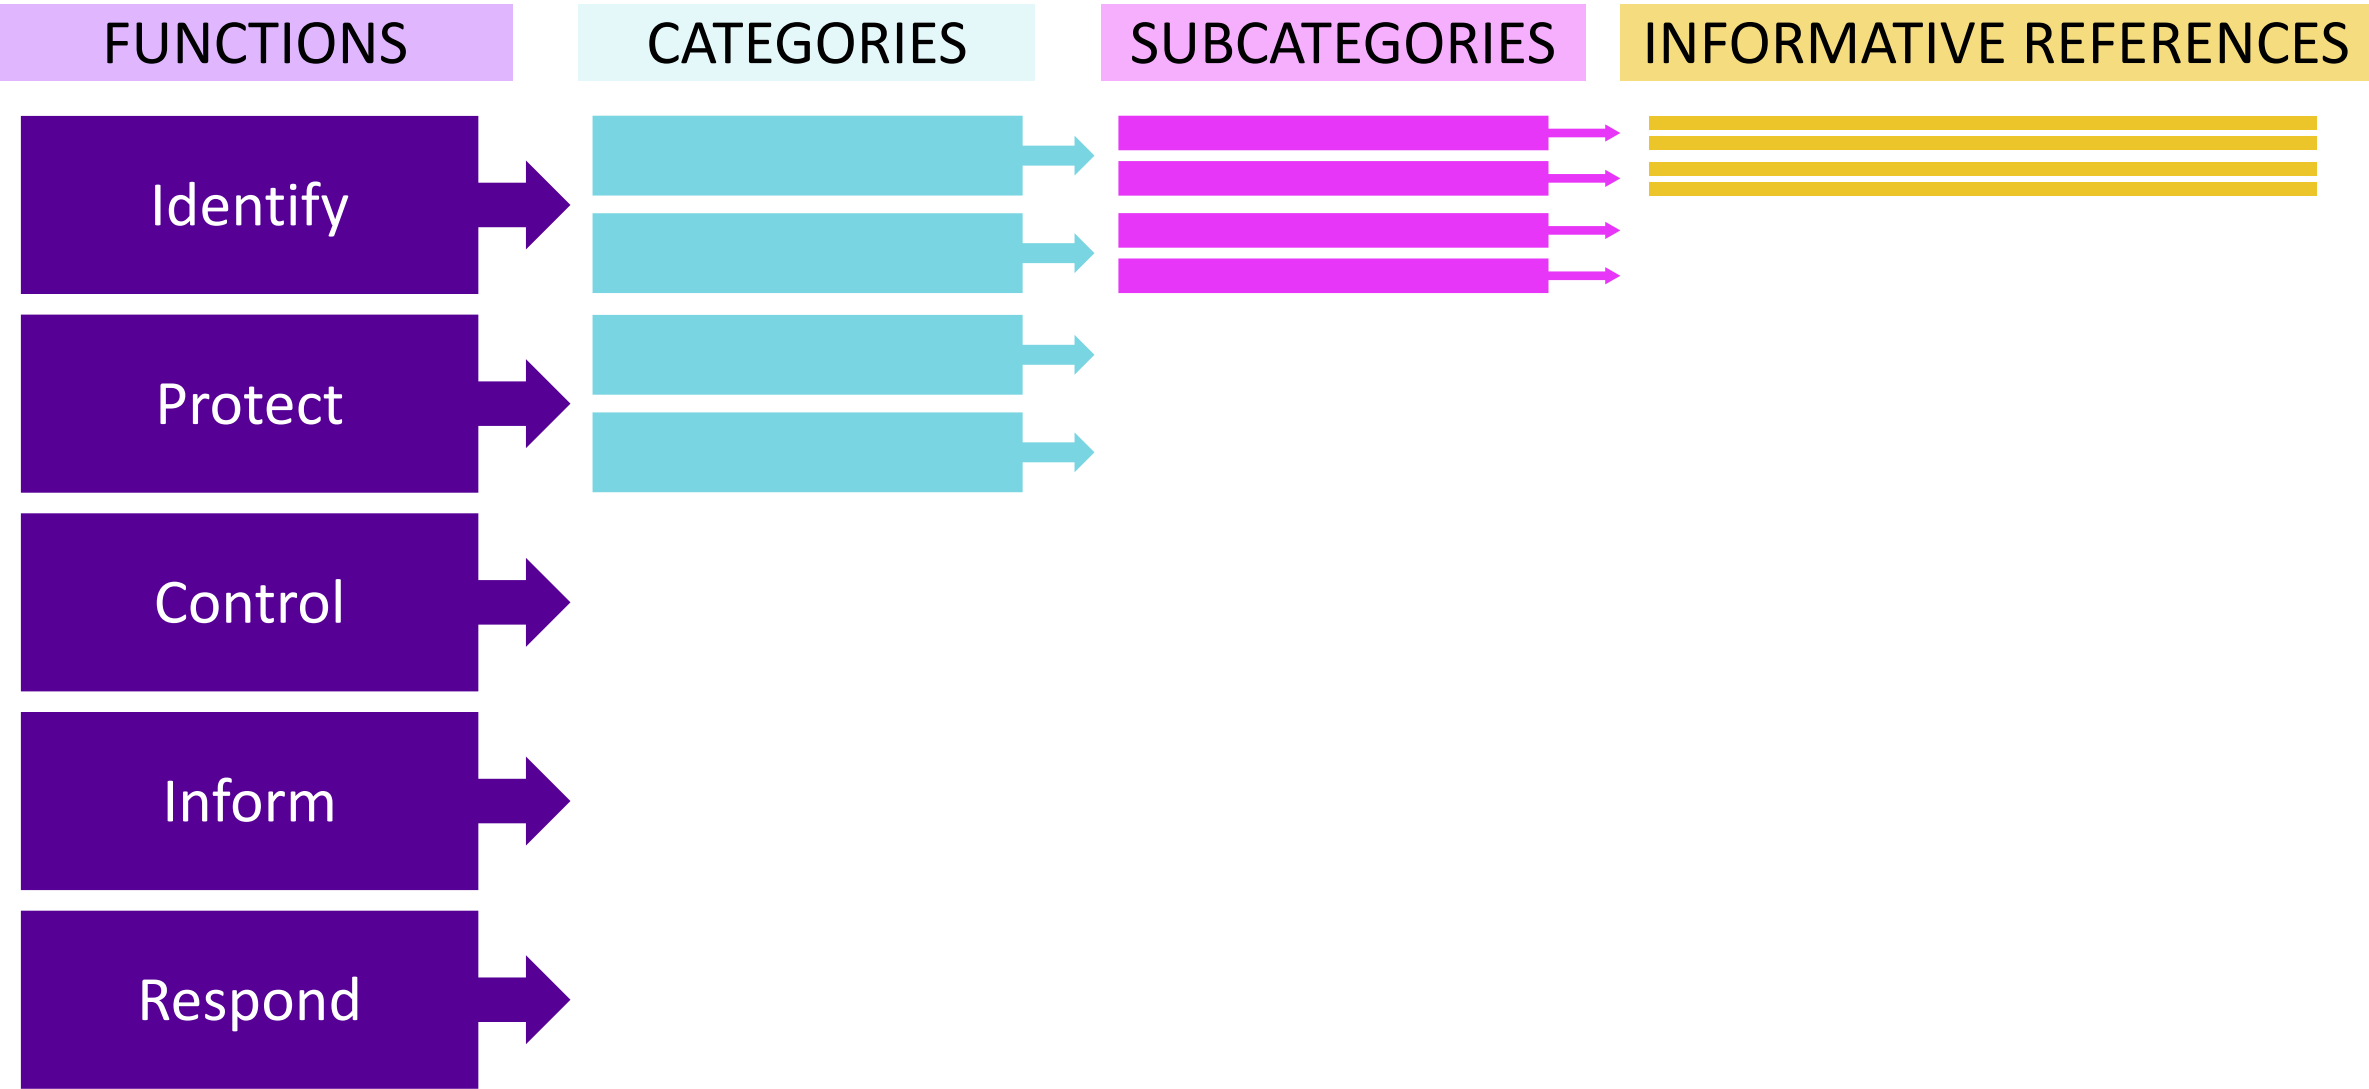 FUNCTIONS
CATEGORIES
SUBCATEGORIES
INFORMATIVE REFERENCES
Identify
Protect
Control
Inform
Respond